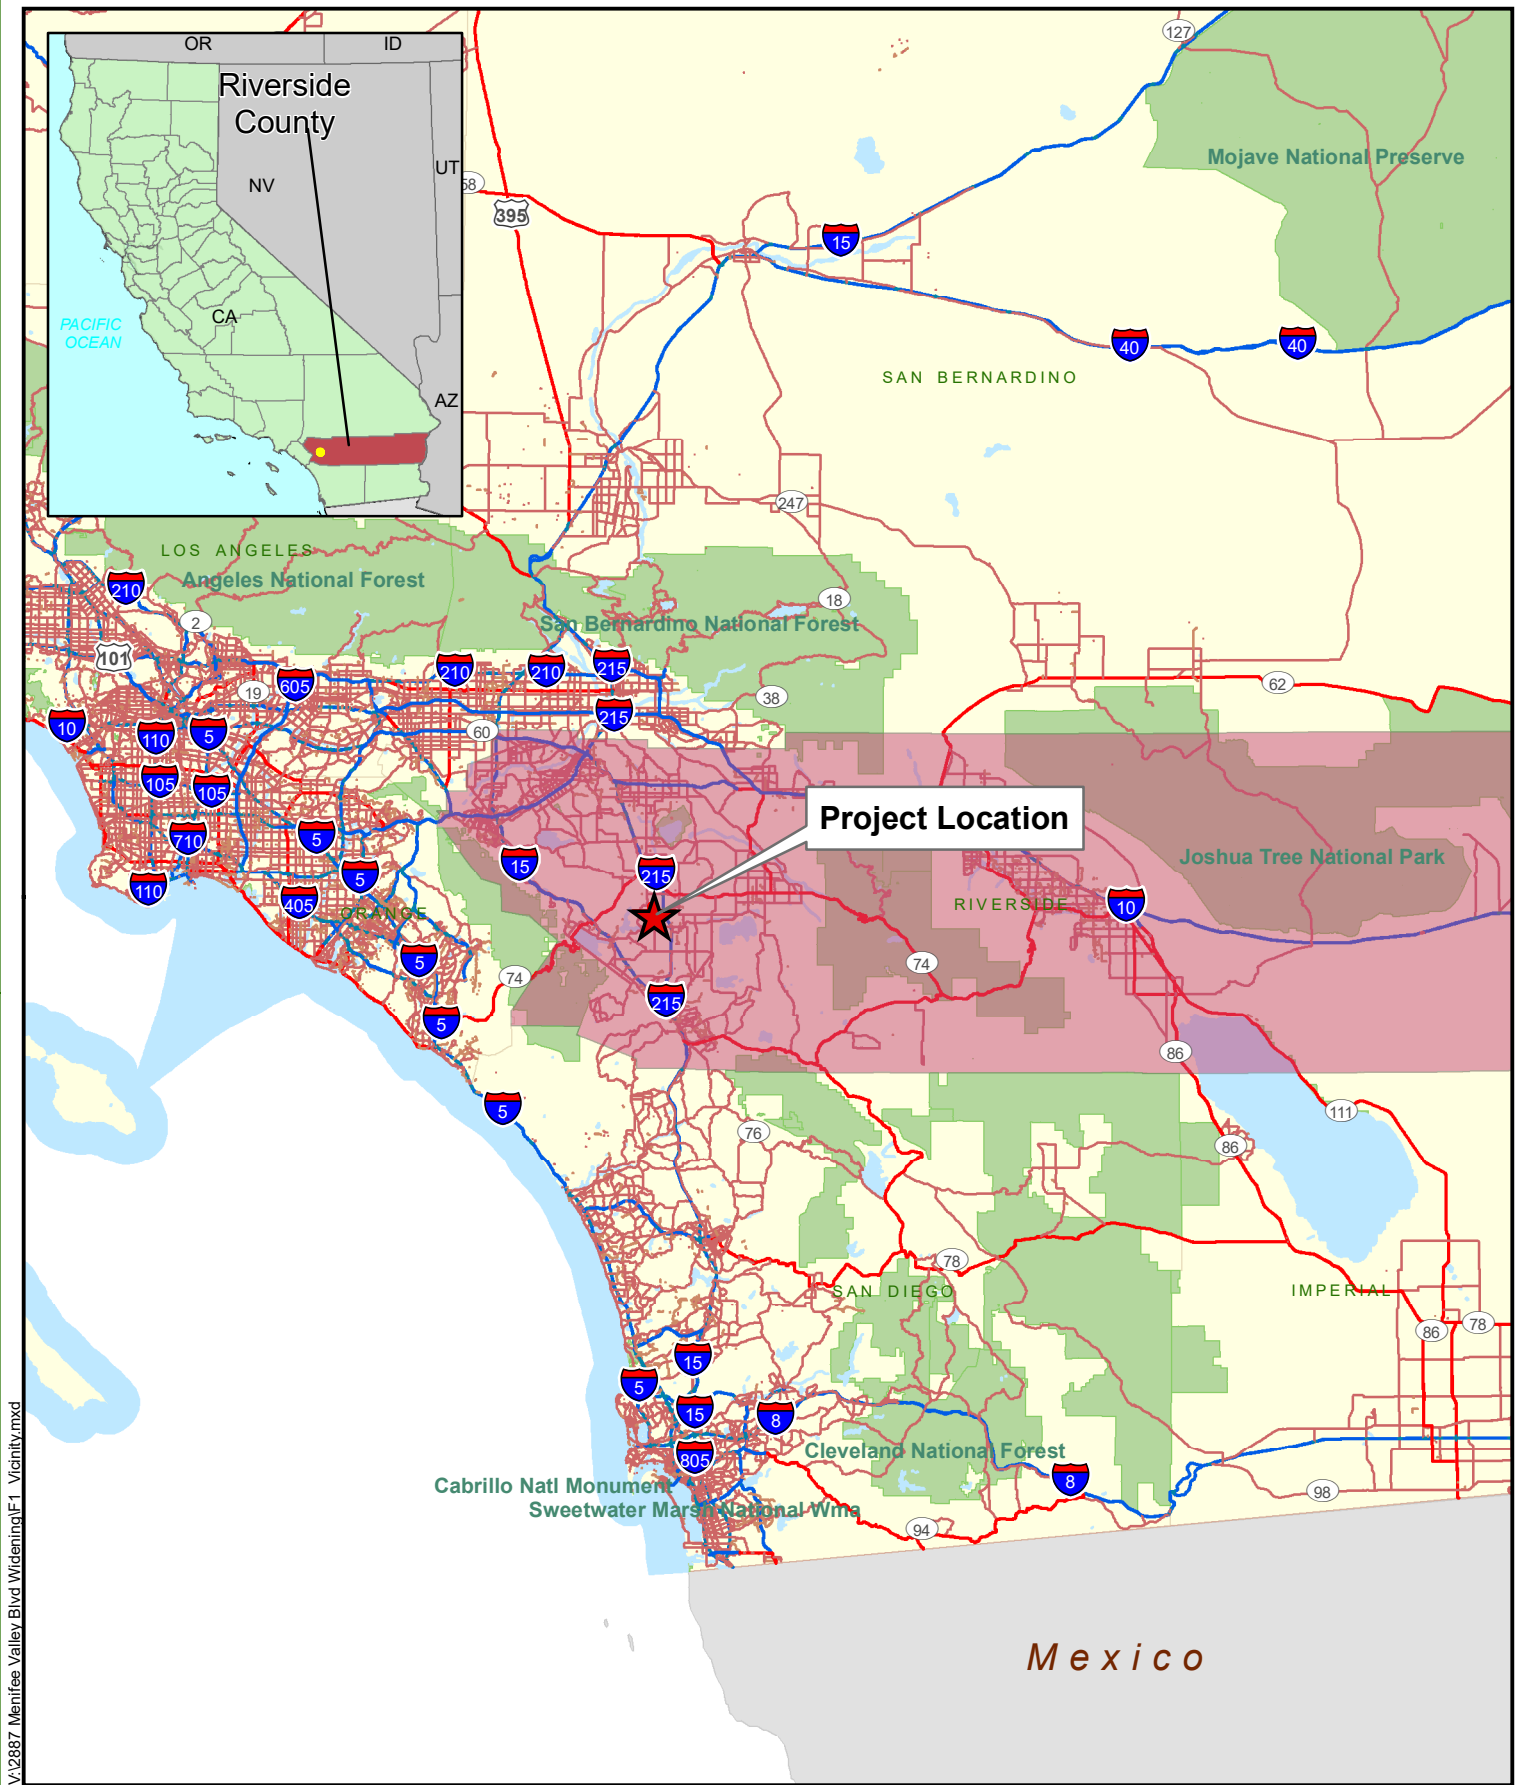 OR
ID
Riverside
County
NV
UT
CA
PACIFIC
OCEAN
AZ
127
Mojave National Preserve
58
395
15
40
40
SAN BERNARDINO
247
LOS ANGELES
Angeles National Forest
210
18
2
San Bernardino National Forest
101
210
210
215
605
19
38
62
10
110
5
215
60
105
105
Project Location
710
5
15
215
Joshua Tree National Park
110
5
405
ORANGE
RIVERSIDE
10
5
74
74
215
5
86
5
111
76
86
78
SAN DIEGO
IMPERIAL
86
78
15
5
15
8
805
Cleveland National Forest
8
Cabrillo Natl Monument
98
Sweetwater Marsh National Wma
94
Mexico
V:\2887 Menifee Valley Blvd Widening\F1 Vicinity.mxd